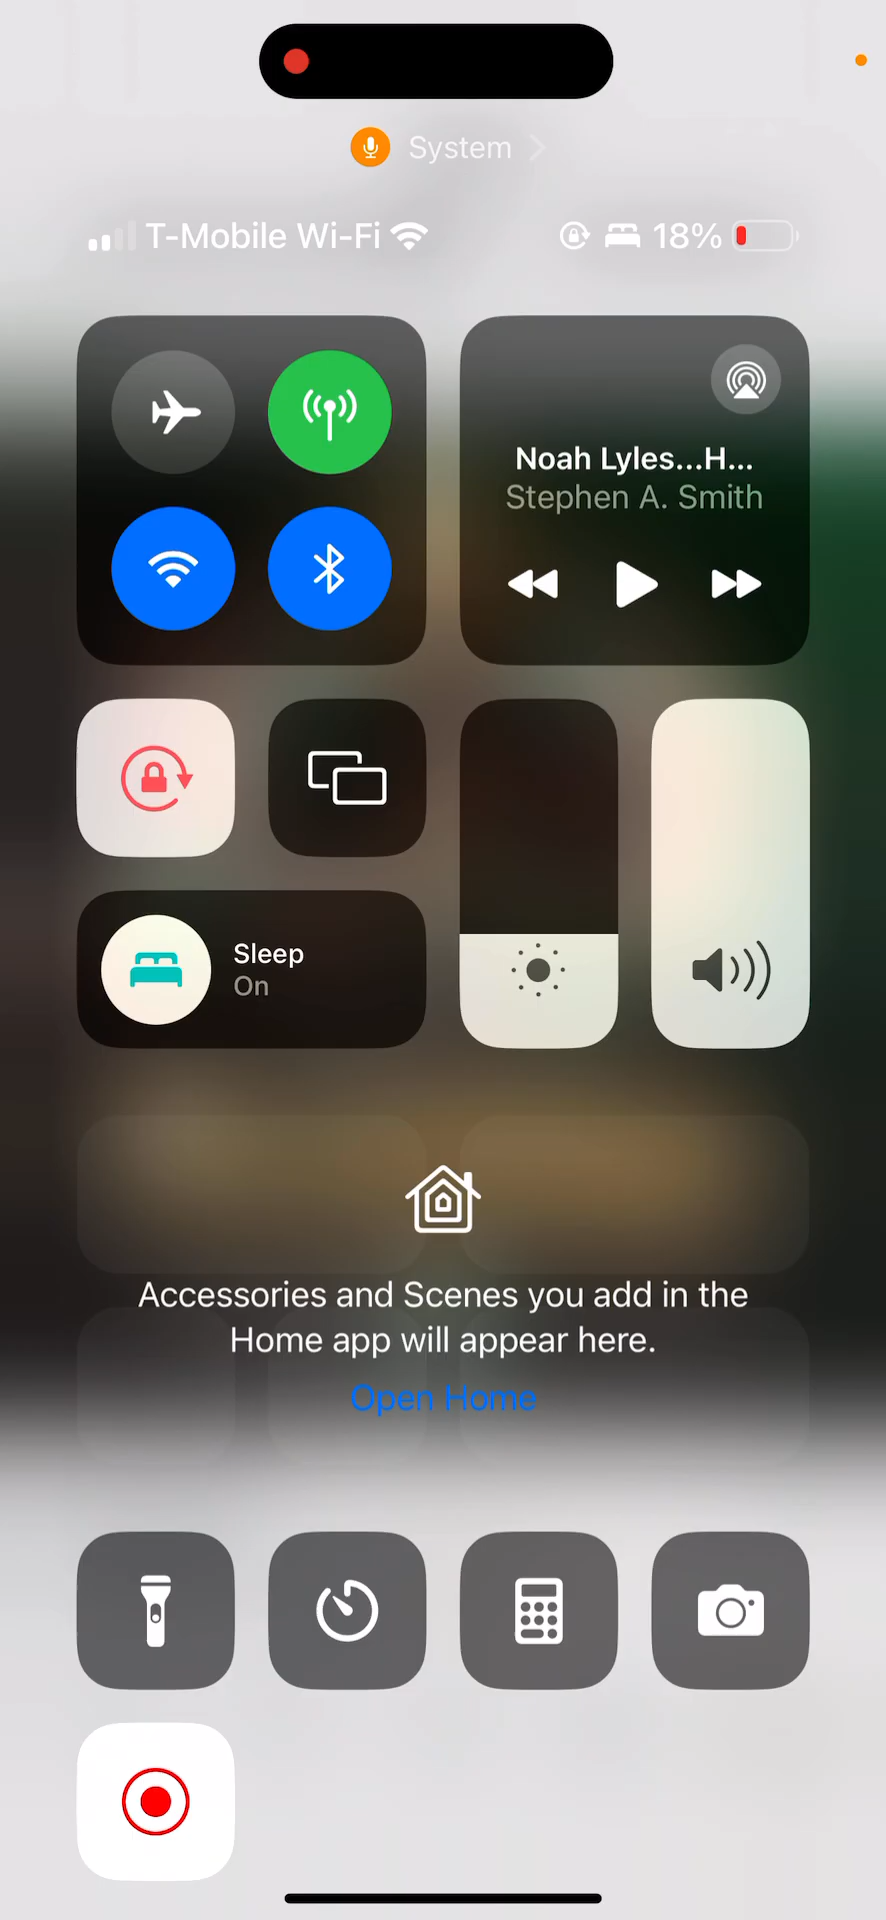 System
T-Mobile Wi-Fi 18%
Noah Lyles...H...
Stephen A. Smith
Sleep
On
Accessories and Scenes you add in the
Home app will appear here.
Open Home